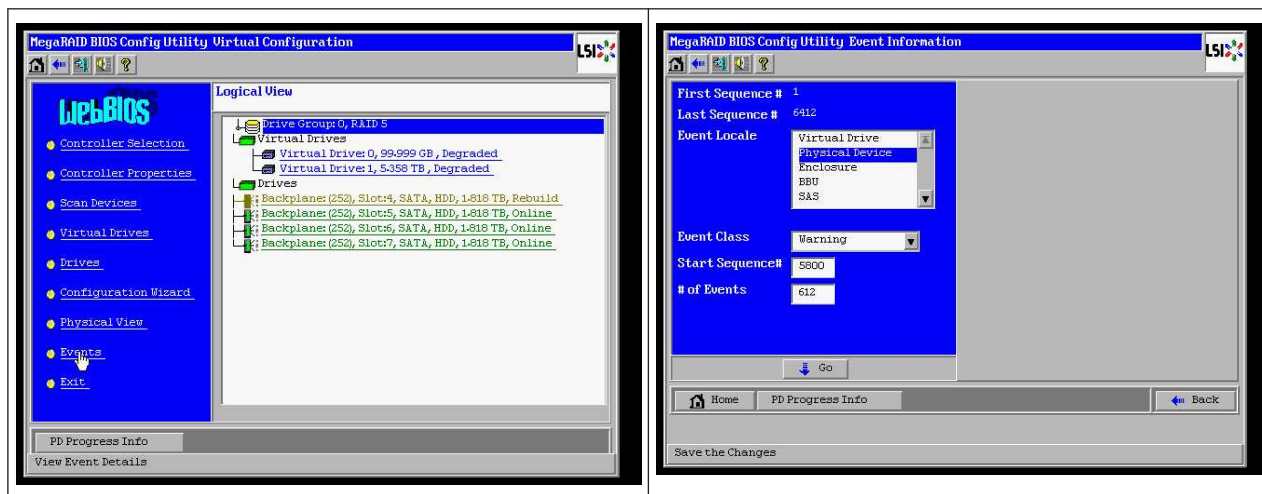 MegaRAID BIOS Config Utility Virtual Configuration
LSI
WebBIOS
Controller Selection
Controller Properties
Scan Devices
Virtual Drives
Drives
Configuration Wizard
Physical View
Events
Exit
Logical View
Drive Group: 0, RAID 5
Virtual Drives
Virtual Drive: 0, 99.999 GB, Degraded
Virtual Drive: 1, 5.358 TB, Degraded
Drives
Backplane: (252), Slot:4, SATA, HDD, 1.818 TB, Rebuild
Backplane: (252), Slot:5, SATA, HDD, 1.818 TB, Online
Backplane: (252), Slot:6, SATA, HDD, 1.818 TB, Online
Backplane: (252), Slot:7, SATA, HDD, 1.818 TB, Online
PD Progress Info
View Event Details
MegaRAID BIOS Config Utility Event Information
LSI
First Sequence # 1
Last Sequence # 6412
Event Locale
Virtual Drive
Physical Device
Enclosure
BBU
SAS
Event Class Warning
Start Sequence# 5800
# of Events 612
Go
Home PD Progress Info Back
Save the Changes